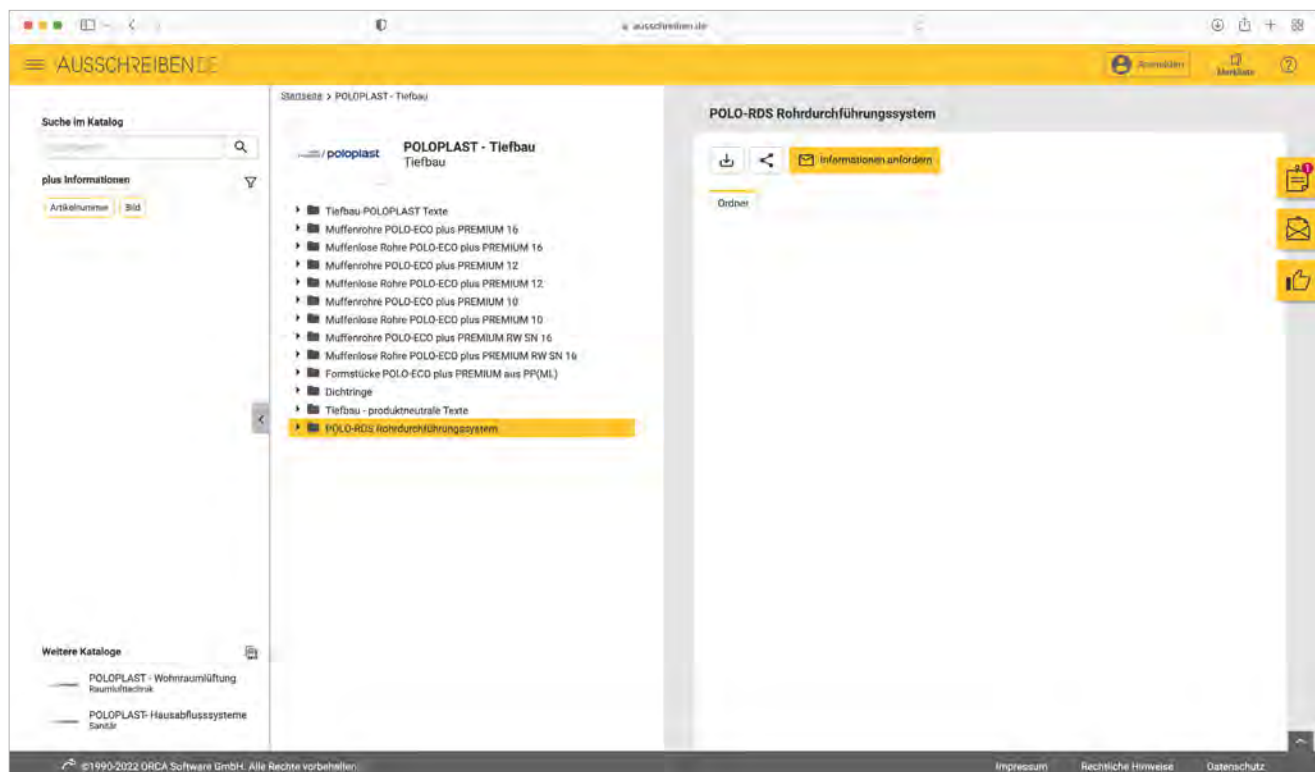 ausschreiben.de
AUSSCHREIBEN.DE
Anmelden
Merkliste
Suche im Katalog
plus Informationen
Artikelnummer
Bild
Weitere Kataloge
POLOPLAST - Wohnraumlüftung
Raumlufttechnik
POLOPLAST- Hausabflusssysteme
Sanitär
Startseite > POLOPLAST - Tiefbau
poloplast
POLOPLAST - Tiefbau
Tiefbau
Tiefbau-POLOPLAST Texte
Muffenrohre POLO-ECO plus PREMIUM 16
Muffenlose Rohre POLO-ECO plus PREMIUM 16
Muffenrohre POLO-ECO plus PREMIUM 12
Muffenlose Rohre POLO-ECO plus PREMIUM 12
Muffenrohre POLO-ECO plus PREMIUM 10
Muffenlose Rohre POLO-ECO plus PREMIUM 10
Muffenrohre POLO-ECO plus PREMIUM RW SN 16
Muffenlose Rohre POLO-ECO plus PREMIUM RW SN 16
Formstücke POLO-ECO plus PREMIUM aus PP(ML)
Dichtringe
Tiefbau - produktneutrale Texte
POLO-RDS Rohrdurchführungssystem
POLO-RDS Rohrdurchführungssystem
Informationen anfordern
Ordner
1
©1990-2022 ORCA Software GmbH. Alle Rechte vorbehalten.
Impressum
Rechtliche Hinweise
Datenschutz